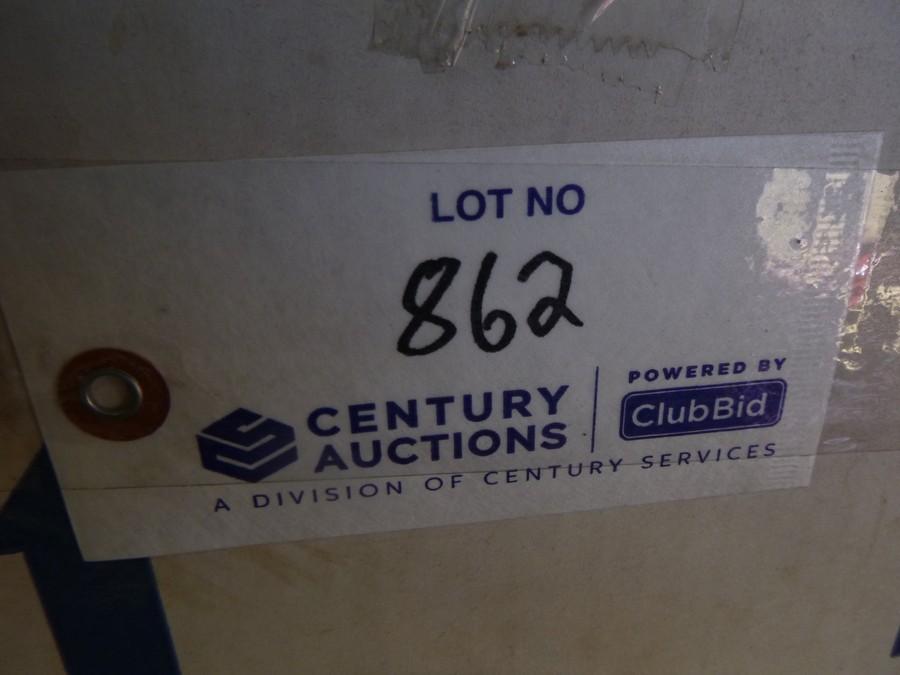 LOT NO
862
CENTURY
AUCTIONS
POWERED BY
ClubBid
A DIVISION OF CENTURY SERVICES